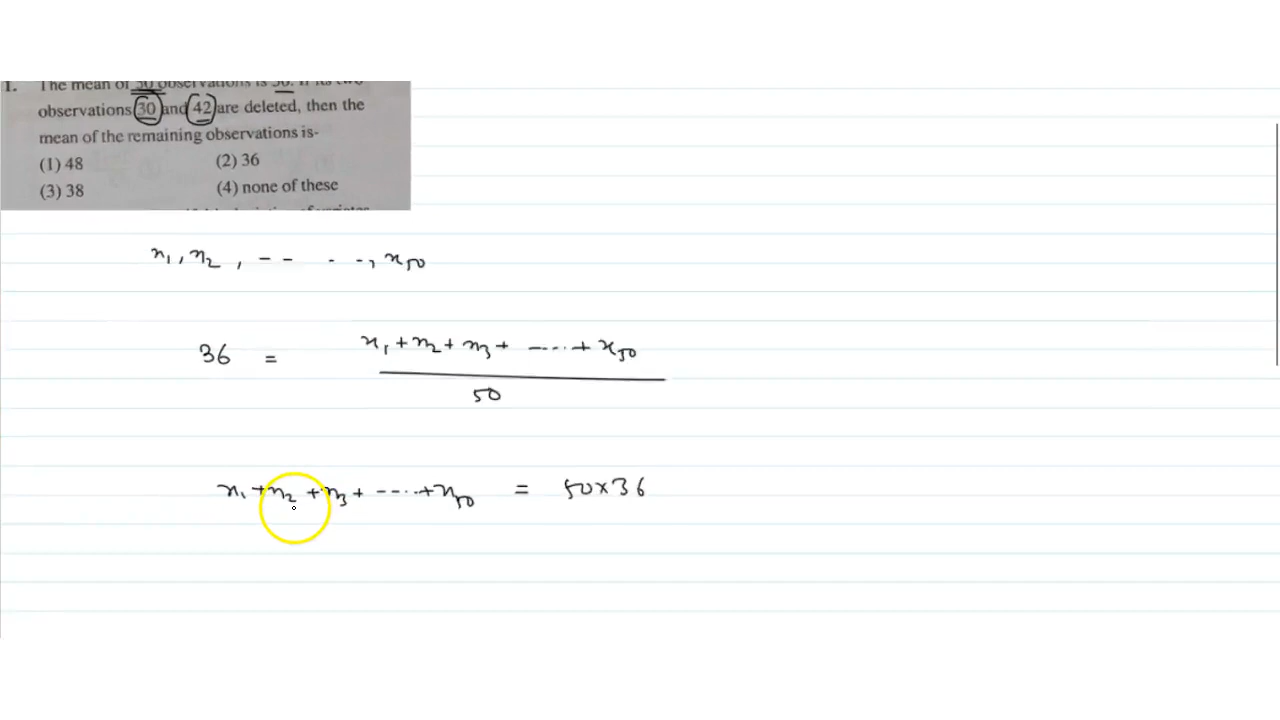 1. The mean of 50 observations is 36. If its two
observations 30 and 42 are deleted, then the
mean of the remaining observations is-
(1) 48 (2) 36
(3) 38 (4) none of these
x₁, x₂, -- - -, x₅₀
36 = x₁ + x₂ + x₃ + ----- + x₅₀
50
x₁ + x₂ + x₃ + ----- + x₅₀ = 50 × 36